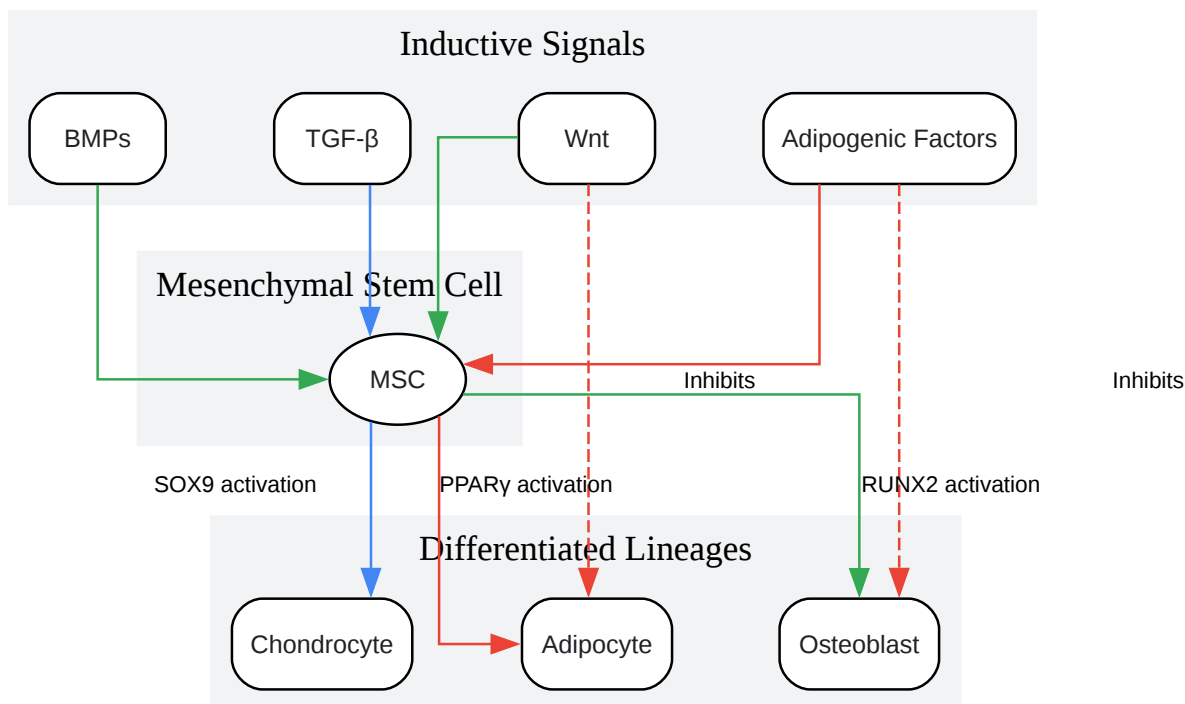 Inductive Signals
BMPs
TGF-β
Wnt
Adipogenic Factors
Mesenchymal Stem Cell
MSC
Inhibits
Inhibits
SOX9 activation
PPARγ activation
RUNX2 activation
Differentiated Lineages
Chondrocyte
Adipocyte
Osteoblast